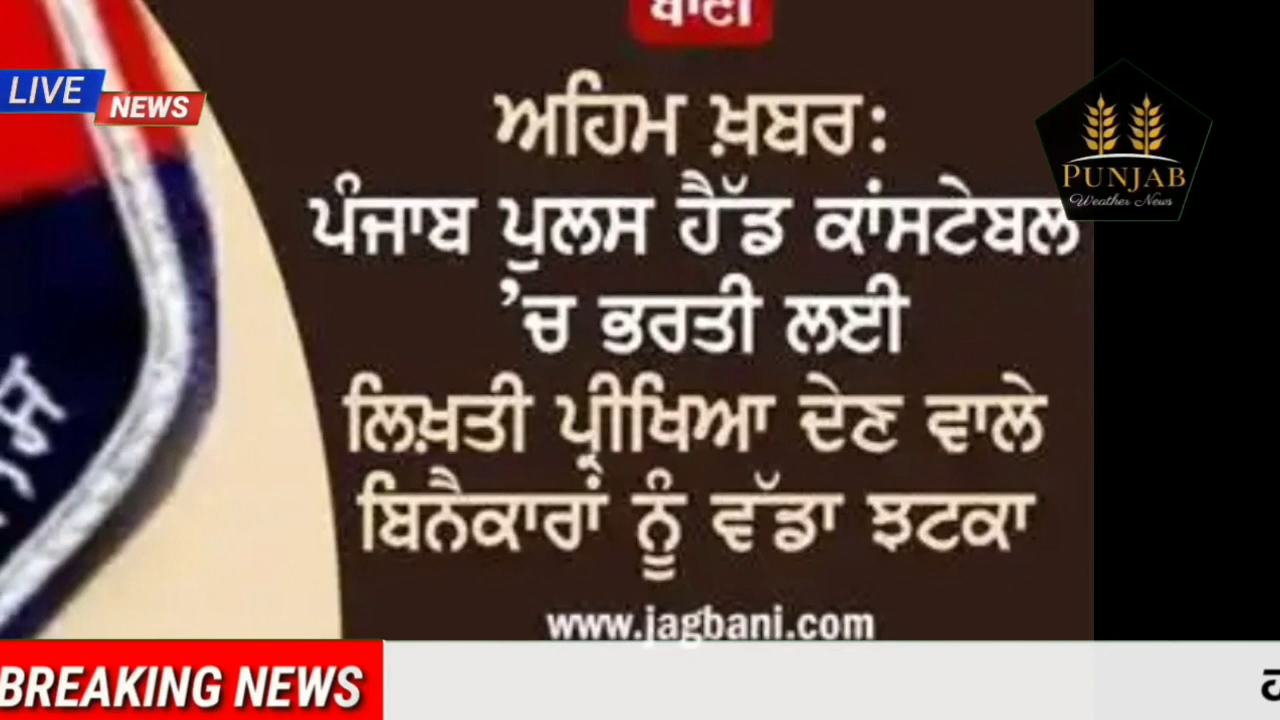 ਬਾਣੀ
LIVE
NEWS
ਅਹਿਮ ਖ਼ਬਰ:
ਪੰਜਾਬ ਪੁਲਸ ਹੈੱਡ ਕਾਂਸਟੇਬਲ
’ਚ ਭਰਤੀ ਲਈ
ਲਿਖ਼ਤੀ ਪ੍ਰੀਖਿਆ ਦੇਣ ਵਾਲੇ
ਬਿਨੈਕਾਰਾਂ ਨੂੰ ਵੱਡਾ ਝਟਕਾ
www.jagbani.com
PUNJAB
Weather News
BREAKING NEWS